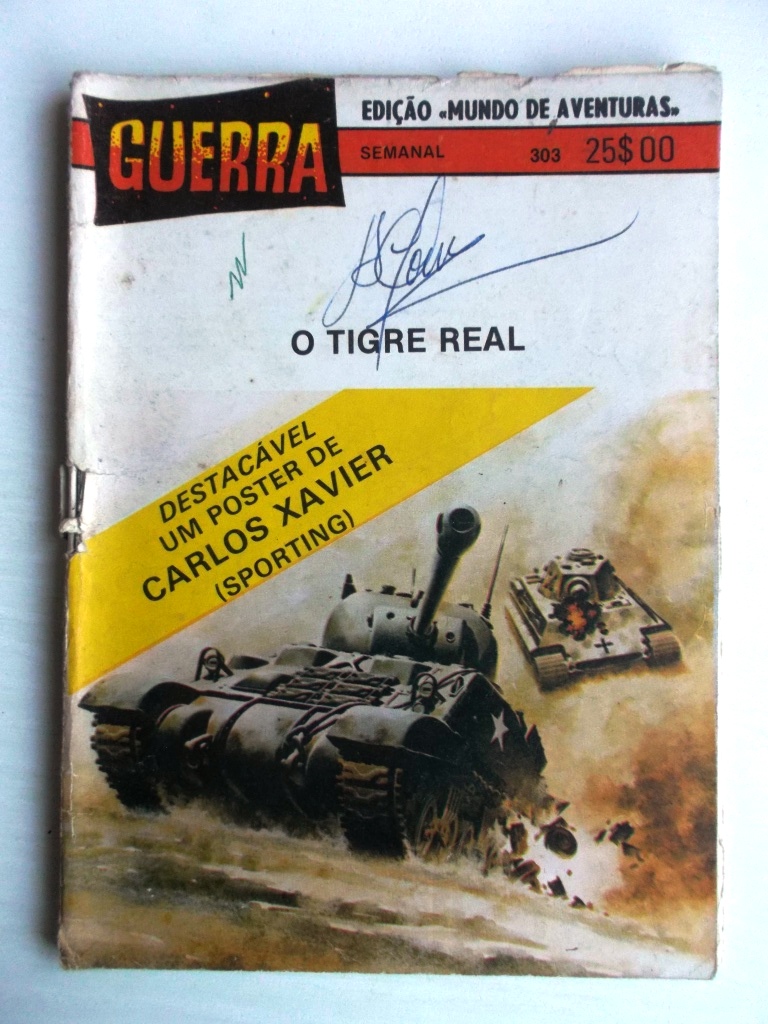 GUERRA
EDIÇÃO «MUNDO DE AVENTURAS»
SEMANAL 303 25$00
O TIGRE REAL
DESTACÁVEL
UM POSTER DE
CARLOS XAVIER
(SPORTING)